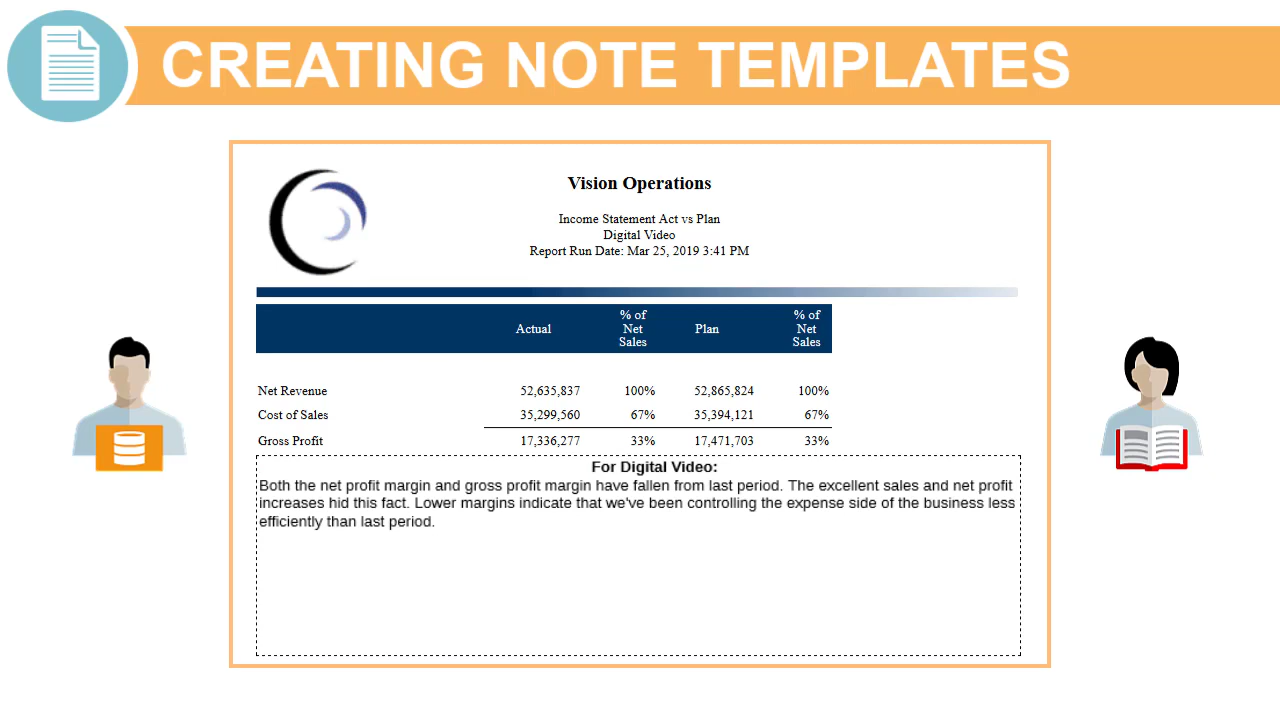 CREATING NOTE TEMPLATES
Vision Operations
Income Statement Act vs Plan
Digital Video
Report Run Date: Mar 25, 2019 3:41 PM
Actual % of Net Sales Plan % of Net Sales
Net Revenue 52,635,837 100% 52,865,824 100%
Cost of Sales 35,299,560 67% 35,394,121 67%
Gross Profit 17,336,277 33% 17,471,703 33%
For Digital Video:
Both the net profit margin and gross profit margin have fallen from last period. The excellent sales and net profit
increases hid this fact. Lower margins indicate that we've been controlling the expense side of the business less
efficiently than last period.